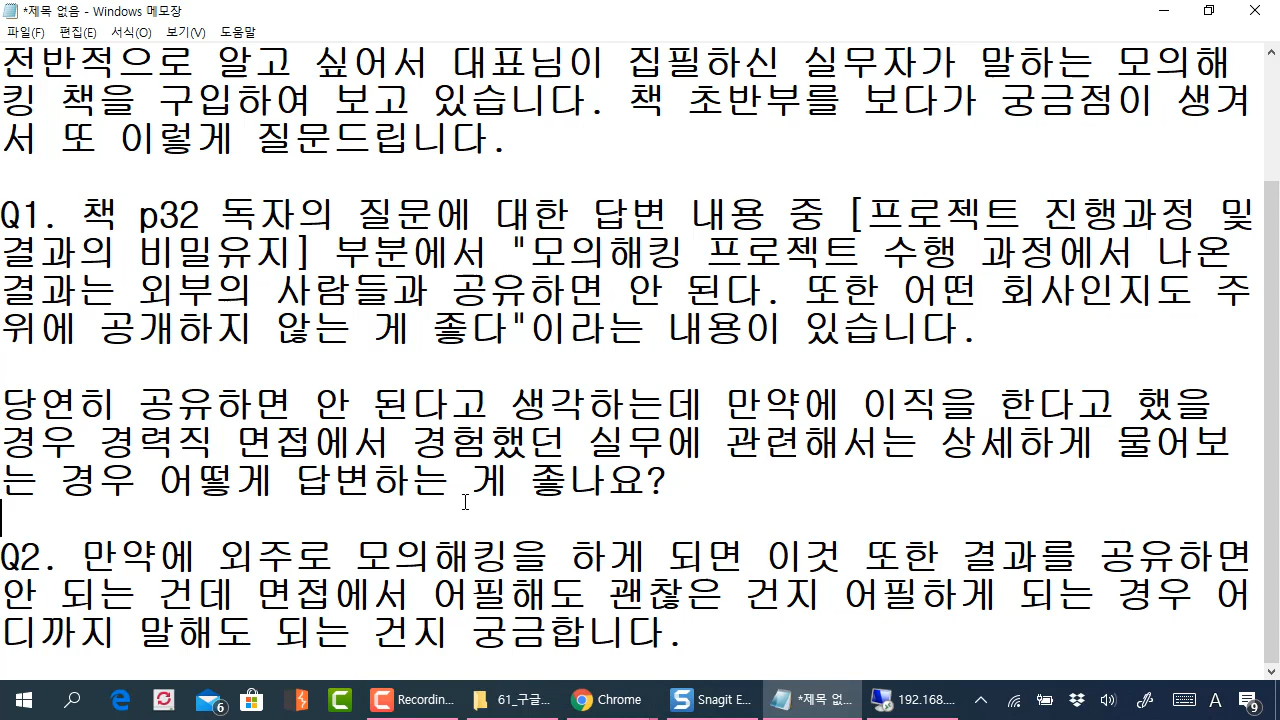 *제목 없음 - Windows 메모장
파일(F) 편집(E) 서식(O) 보기(V) 도움말
전반적으로 알고 싶어서 대표님이 집필하신 실무자가 말하는 모의해
킹 책을 구입하여 보고 있습니다. 책 초반부를 보다가 궁금점이 생겨
서 또 이렇게 질문드립니다.
Q1. 책 p32 독자의 질문에 대한 답변 내용 중 [프로젝트 진행과정 및
결과의 비밀유지] 부분에서 "모의해킹 프로젝트 수행 과정에서 나온
결과는 외부의 사람들과 공유하면 안 된다. 또한 어떤 회사인지도 주
위에 공개하지 않는 게 좋다"이라는 내용이 있습니다.
당연히 공유하면 안 된다고 생각하는데 만약에 이직을 한다고 했을
경우 경력직 면접에서 경험했던 실무에 관련해서는 상세하게 물어보
는 경우 어떻게 답변하는 게 좋나요?
Q2. 만약에 외주로 모의해킹을 하게 되면 이것 또한 결과를 공유하면
안 되는 건데 면접에서 어필해도 괜찮은 건지 어필하게 되는 경우 어
디까지 말해도 되는 건지 궁금합니다.
6 Recordin... 61_구글... Chrome Snagit E... *제목 없... 192.168.... A 9